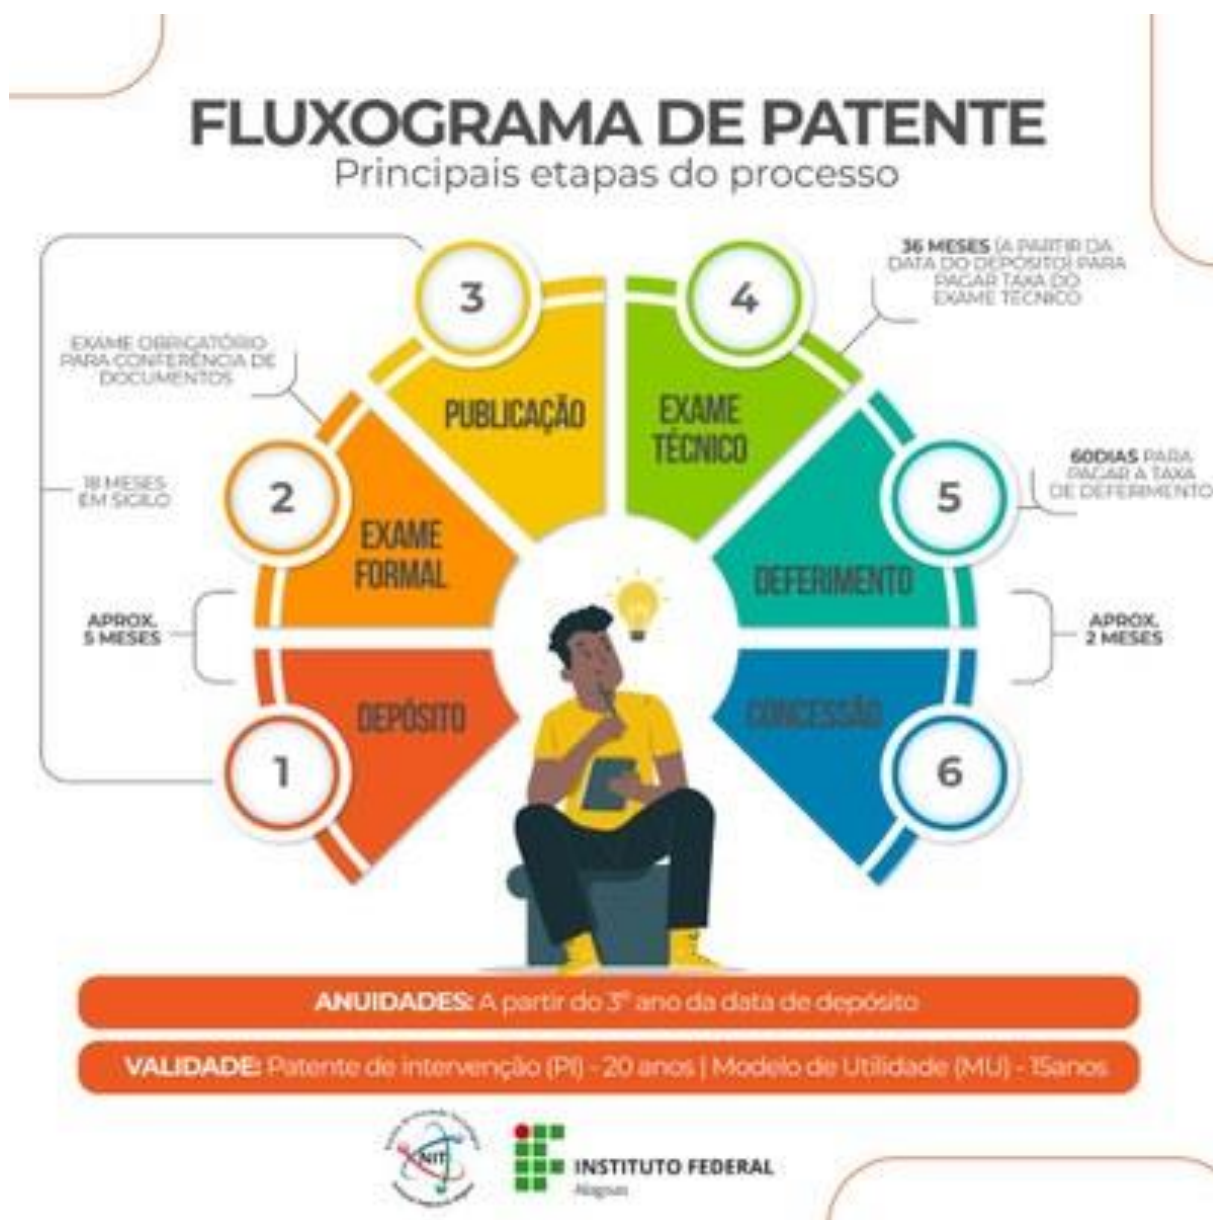 FLUXOGRAMA DE PATENTE
Principais etapas do processo
3
4
36 MESES (A PARTIR DA
DATA DO DEPÓSITO) PARA
PAGAR TAXA DO
EXAME TÉCNICO
EXAME OBRIGATÓRIO
PARA CONFERÊNCIA DE
DOCUMENTOS
PUBLICAÇÃO
EXAME
TÉCNICO
2
5
60DIAS PARA
PAGAR A TAXA
DE DEFERIMENTO
18 MESES
EM SIGILO
EXAME
FORMAL
DEFERIMENTO
APROX.
5 MESES
APROX.
2 MESES
DEPÓSITO
CONCESSÃO
1
6
ANUIDADES: A partir do 3º ano da data de depósito
VALIDADE: Patente de intervenção (PI) - 20 anos | Modelo de Utilidade (MU) - 15anos
NIT
INSTITUTO FEDERAL
Alagoas